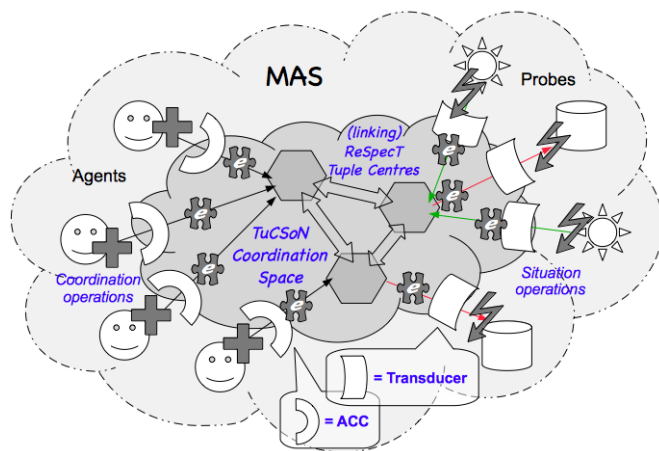 MAS
Probes
(linking)
ReSpecT
Tuple Centres
Agents
TuCSoN
Coordination
Space
Coordination
operations
Situation
operations
e
e
e
e
e
e
e
e
= Transducer
= ACC